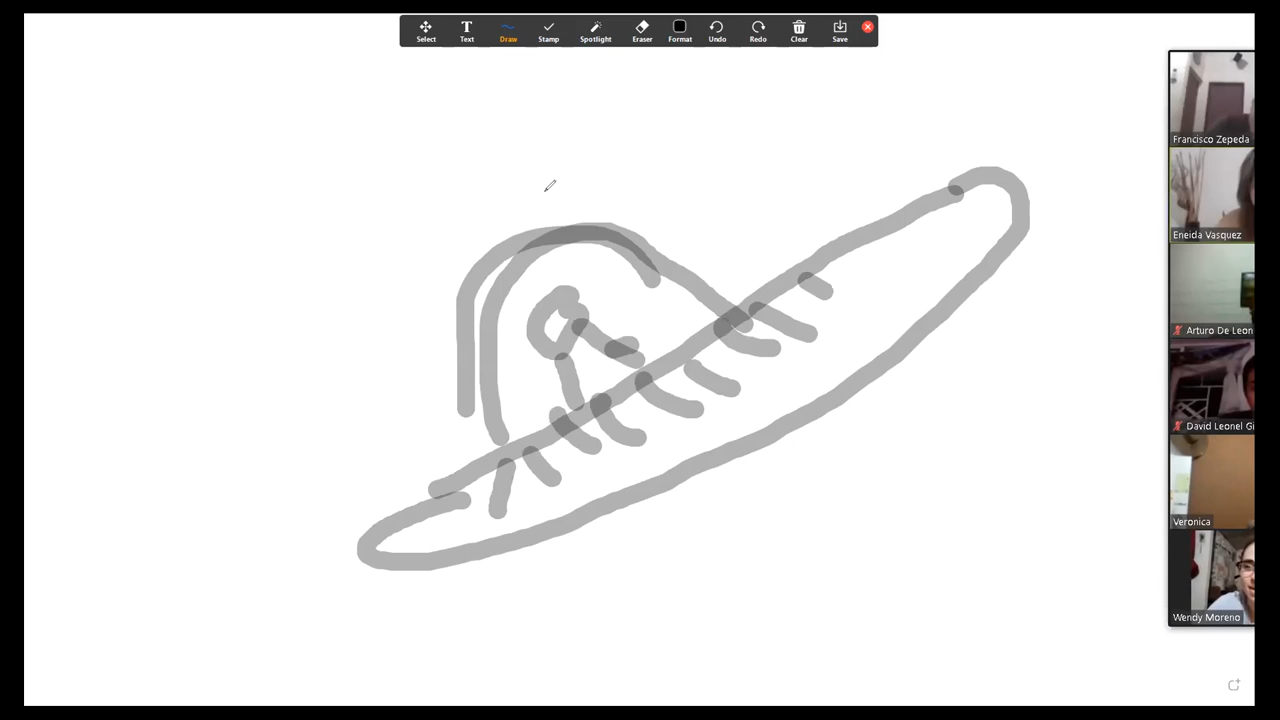 Select Text Draw Stamp Spotlight Eraser Format Undo Redo Clear Save
Francisco Zepeda
Eneida Vasquez
Arturo De Leon
David Leonel Gi
Veronica
Wendy Moreno